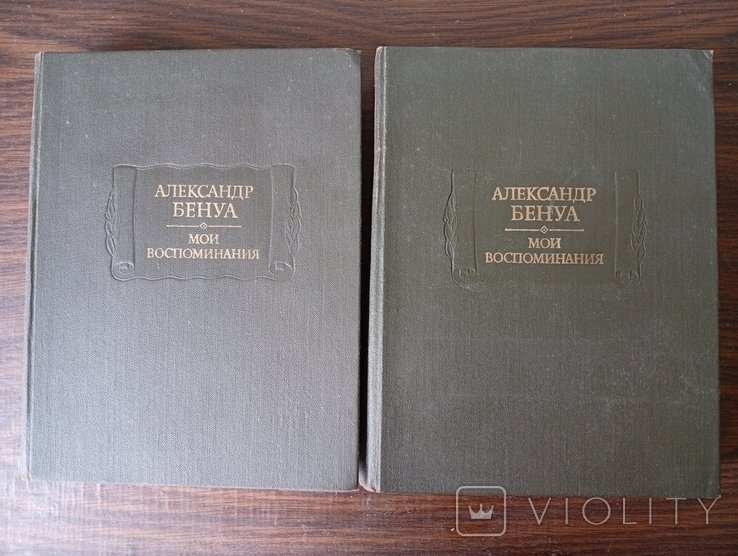 АЛЕКСАНДР
БЕНУА
МОИ
ВОСПОМИНАНИЯ
АЛЕКСАНДР
БЕНУА
МОИ
ВОСПОМИНАНИЯ
VIOLITY